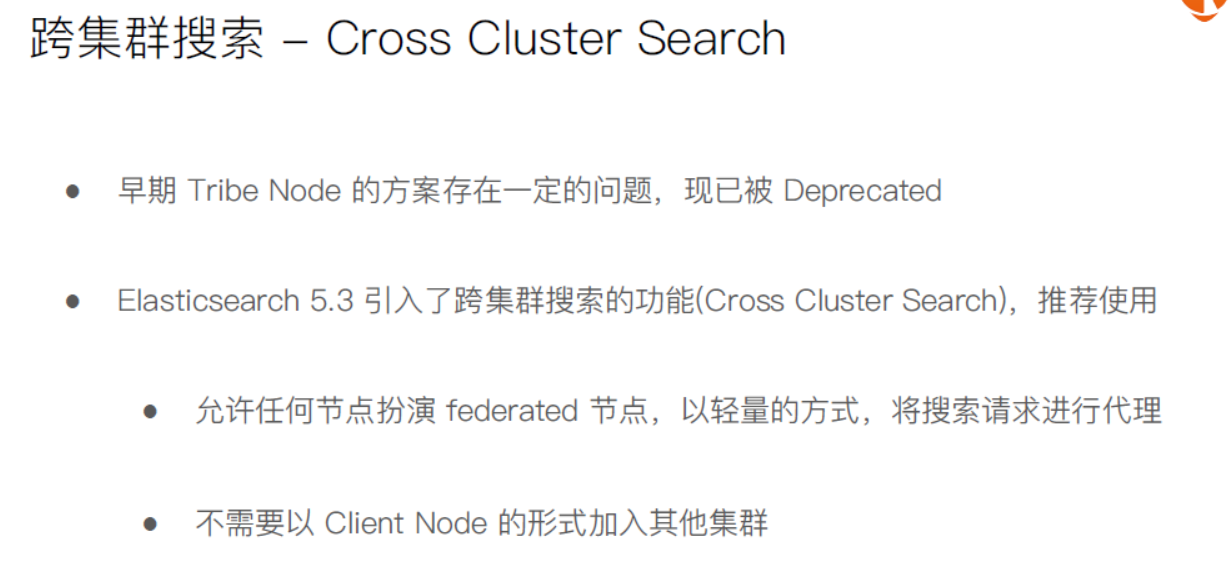 跨集群搜索 – Cross Cluster Search
● 早期 Tribe Node 的方案存在一定的问题，现已被 Deprecated
● Elasticsearch 5.3 引入了跨集群搜索的功能(Cross Cluster Search)，推荐使用
● 允许任何节点扮演 federated 节点，以轻量的方式，将搜索请求进行代理
● 不需要以 Client Node 的形式加入其他集群